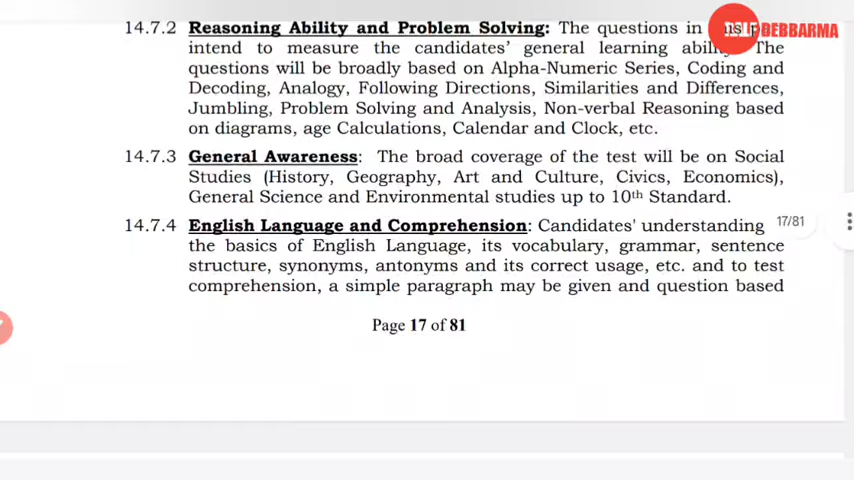 14.7.2 Reasoning Ability and Problem Solving: The questions in
intend to measure the candidates' general learning The
questions will be broadly based on Alpha-Numeric Series, Coding and
Decoding, Analogy, Following Directions, Similarities and Differences,
Jumbling, Problem Solving and Analysis, Non-verbal Reasoning based
on diagrams, age Calculations, Calendar and Clock, etc.
14.7.3 General Awareness: The broad coverage of the test will be on Social
Studies (History, Geography, Art and Culture, Civics, Economics),
General Science and Environmental studies up to 10th Standard.
14.7.4 English Language and Comprehension: Candidates' understanding
17/81
the basics of English Language, its vocabulary, grammar, sentence
structure, synonyms, antonyms and its correct usage, etc. and to test
comprehension, a simple paragraph may be given and question based
Page 17 of 81
DEBBARMA